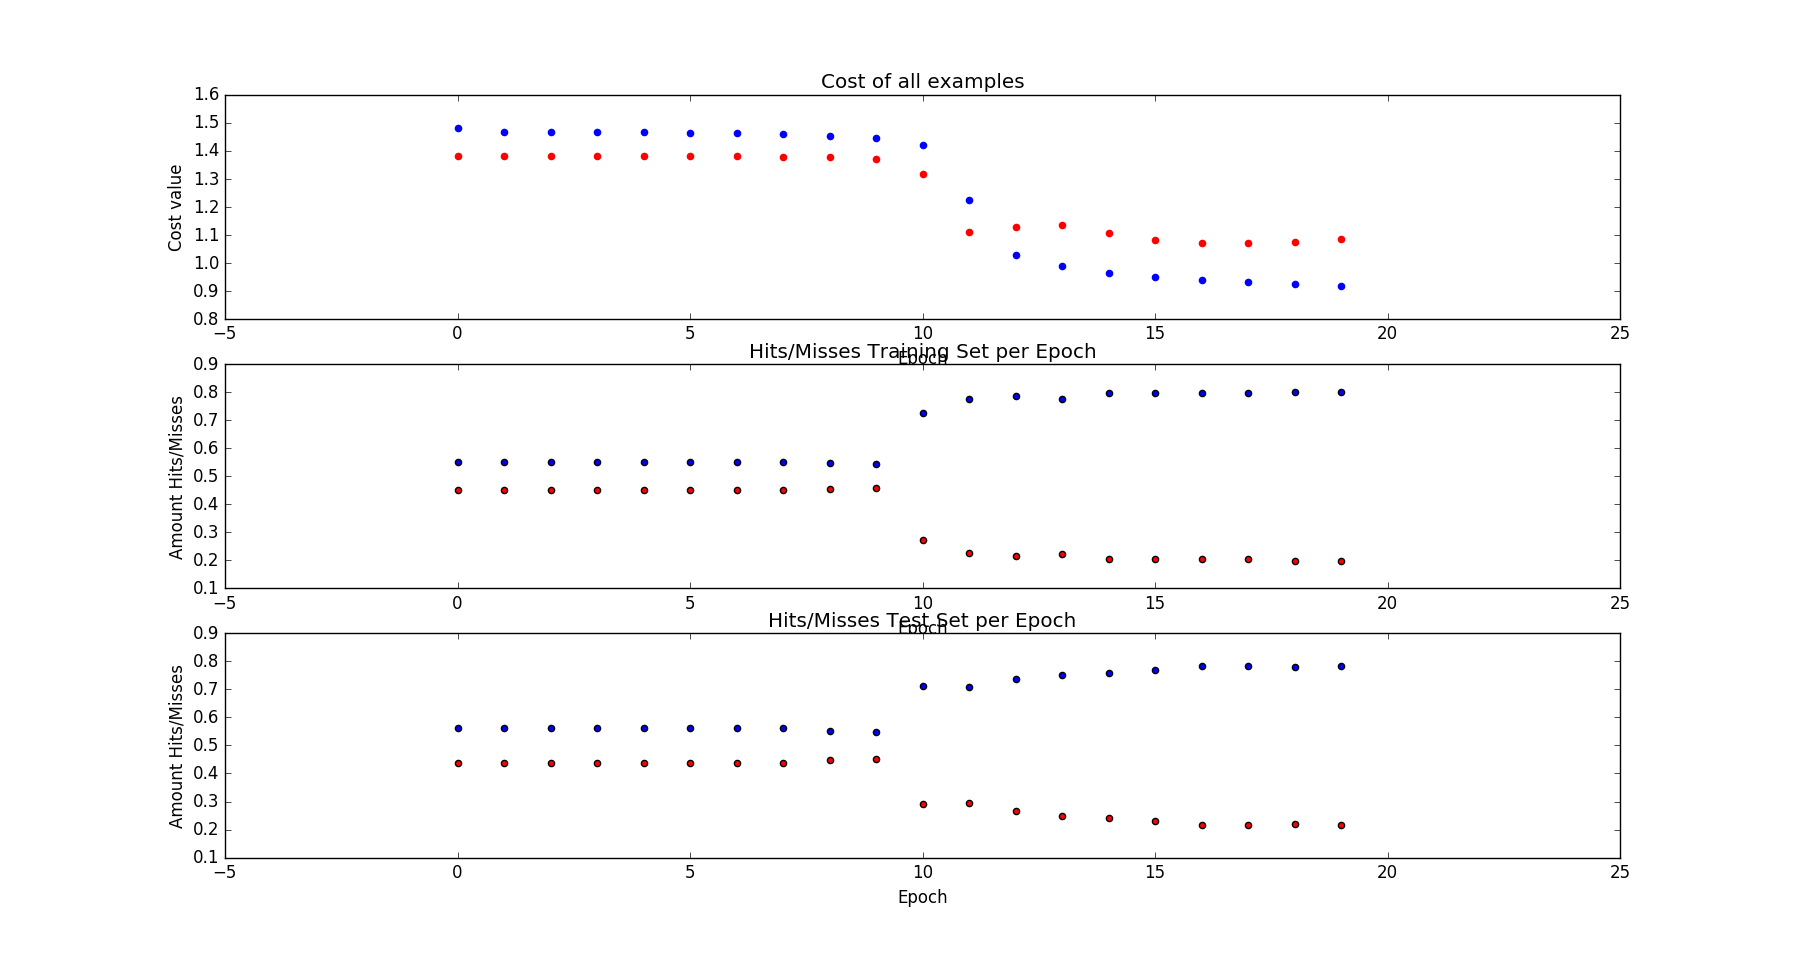 Cost of all examples
1.6
1.5
1.4
1.3
1.2
1.1
1.0
0.9
0.8
Cost value
−5 0 5 10 15 20 25
Epoch
Hits/Misses Training Set per Epoch
0.9
0.8
0.7
0.6
0.5
0.4
0.3
0.2
0.1
Amount Hits/Misses
−5 0 5 10 15 20 25
Epoch
Hits/Misses Test Set per Epoch
0.9
0.8
0.7
0.6
0.5
0.4
0.3
0.2
0.1
Amount Hits/Misses
−5 0 5 10 15 20 25
Epoch